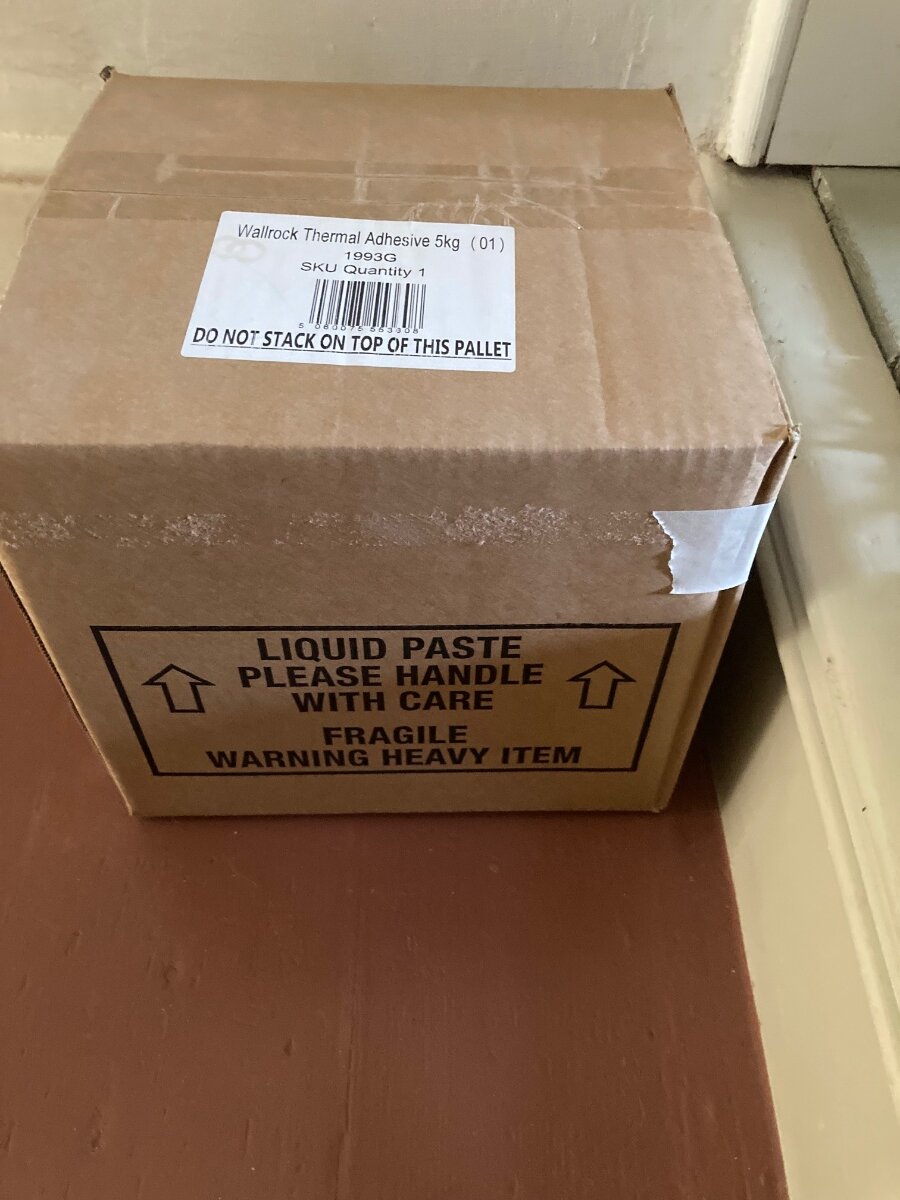 Wallrock Thermal Adhesive 5kg (01)
1993G
SKU Quantity 1
DO NOT STACK ON TOP OF THIS PALLET
LIQUID PASTE
PLEASE HANDLE
WITH CARE
FRAGILE
WARNING HEAVY ITEM